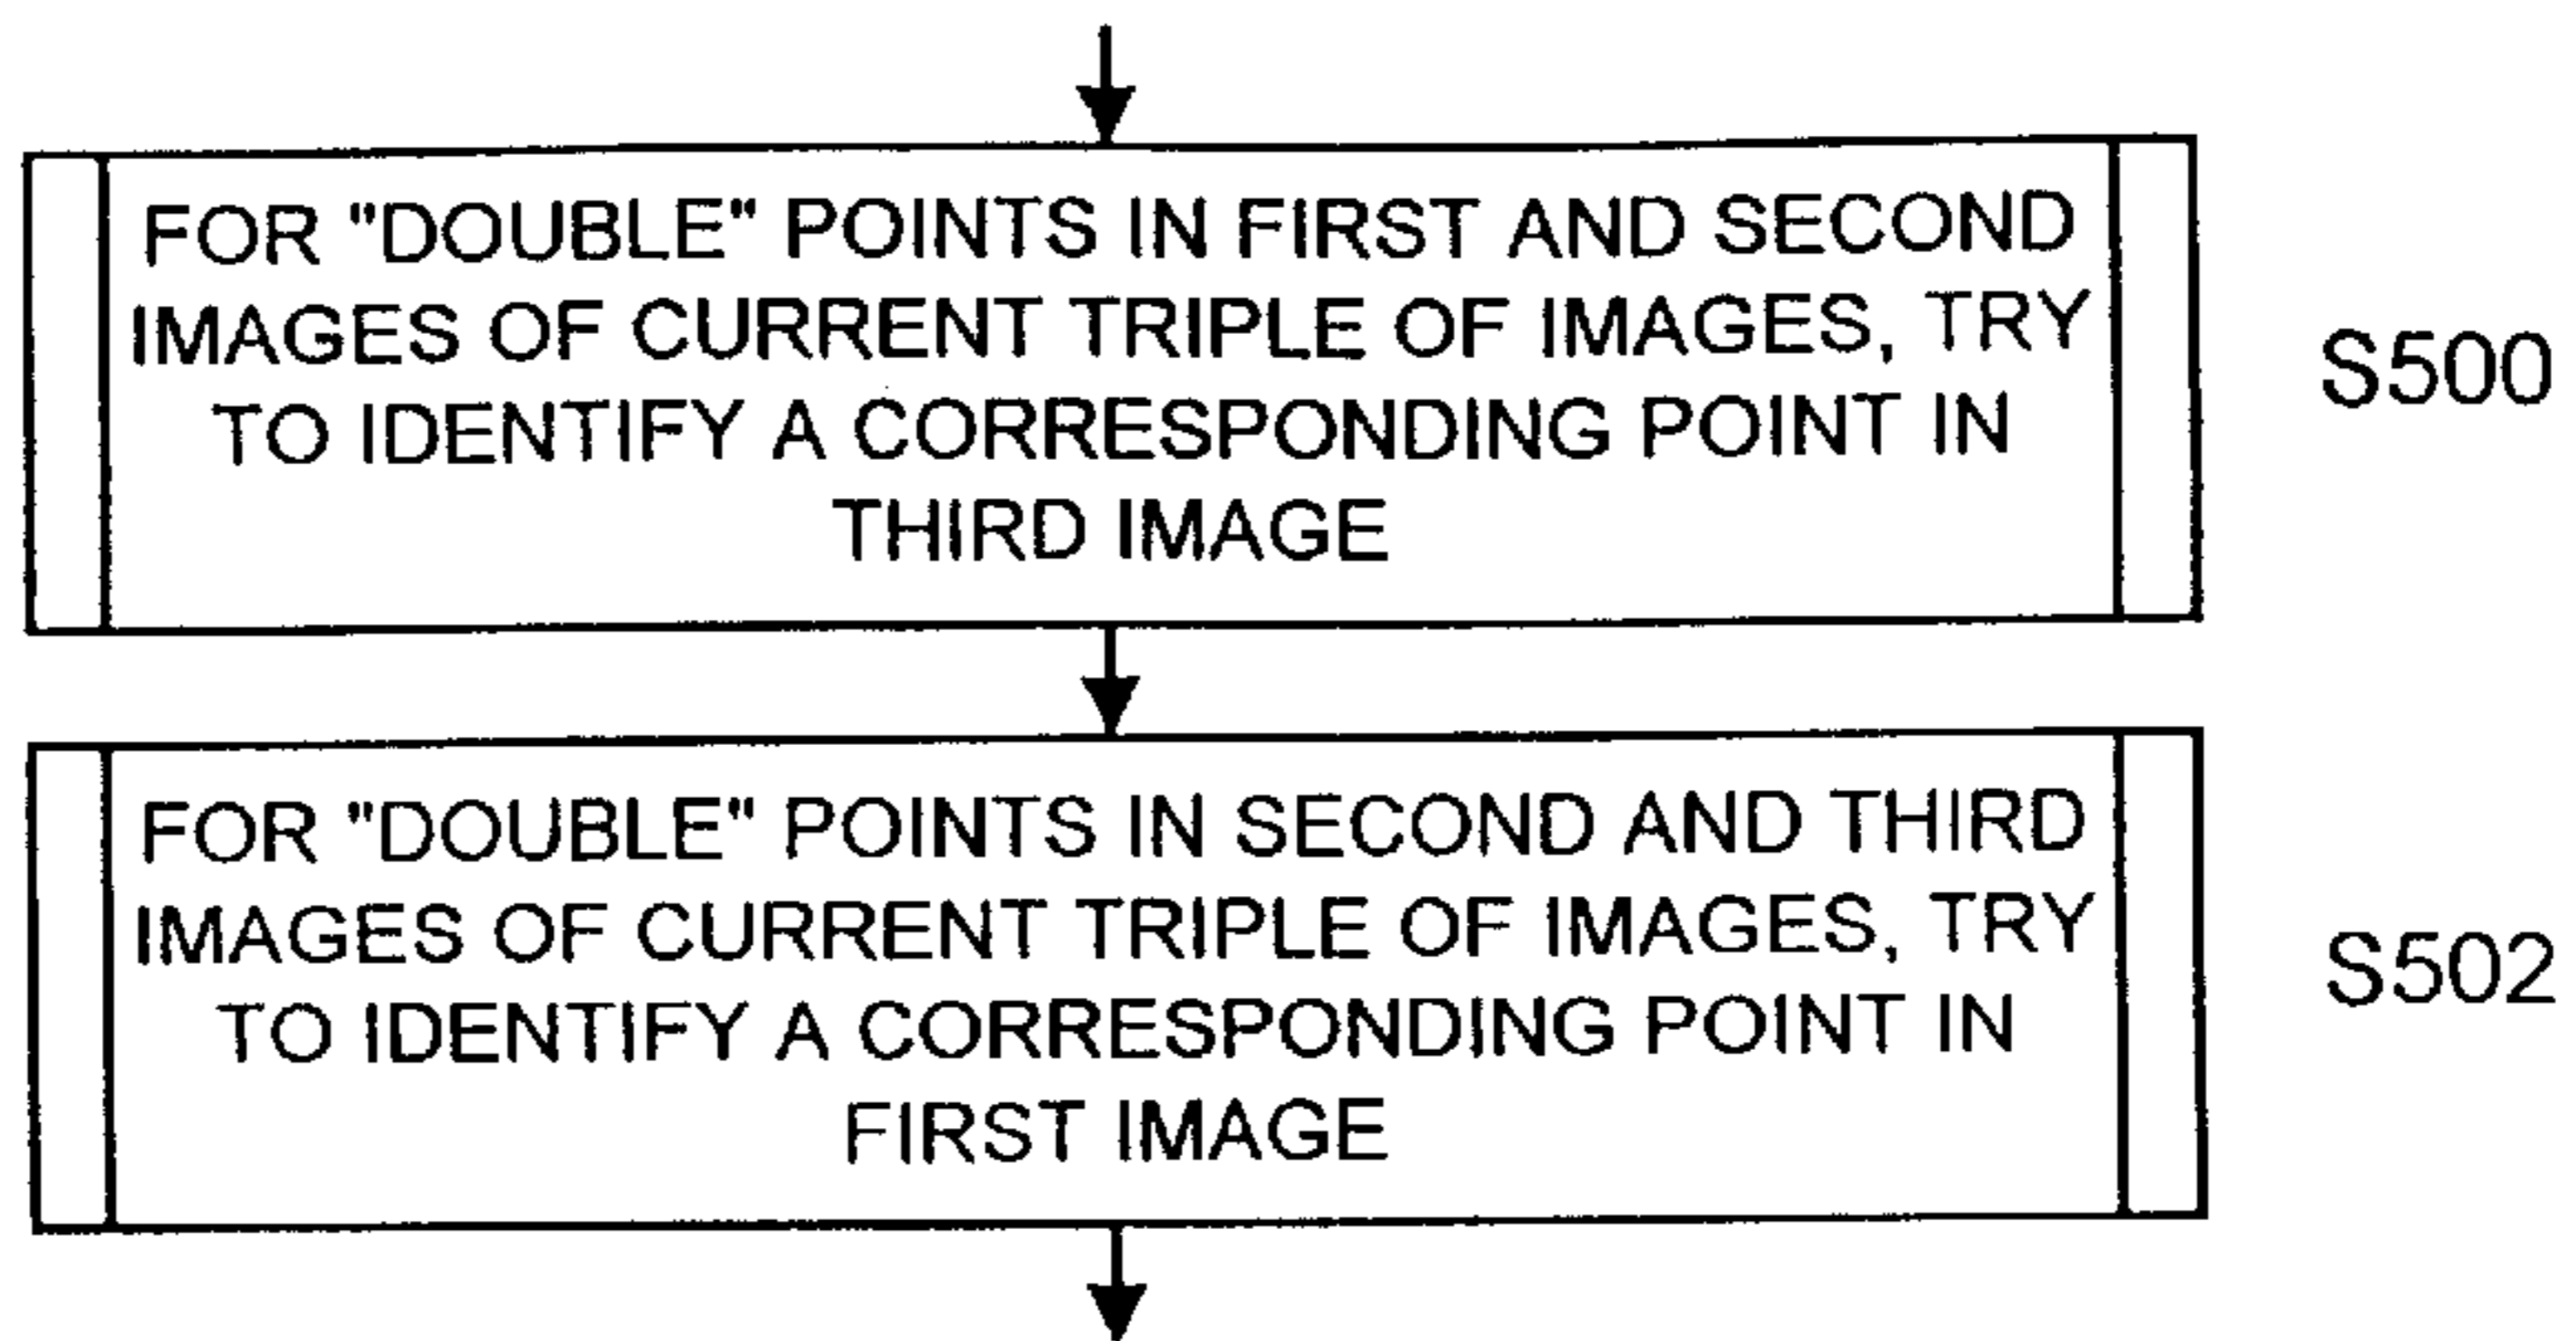 FOR "DOUBLE" POINTS IN FIRST AND SECOND
IMAGES OF CURRENT TRIPLE OF IMAGES, TRY
TO IDENTIFY A CORRESPONDING POINT IN
THIRD IMAGE
S500
FOR "DOUBLE" POINTS IN SECOND AND THIRD
IMAGES OF CURRENT TRIPLE OF IMAGES, TRY
TO IDENTIFY A CORRESPONDING POINT IN
FIRST IMAGE
S502